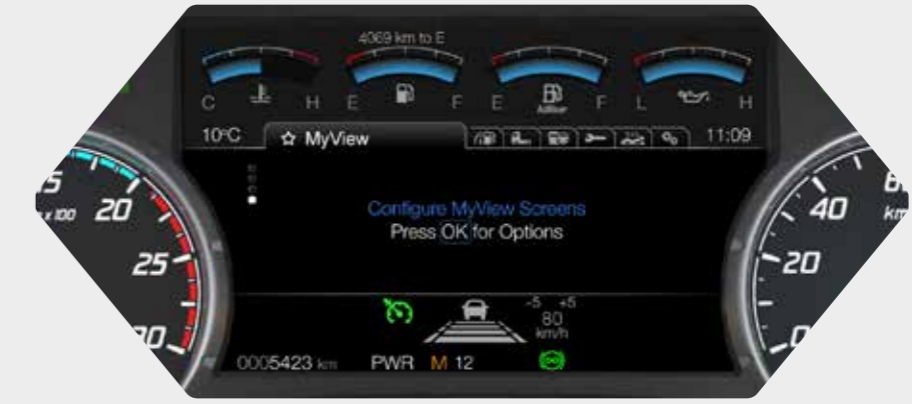 4069 km to E
C H E F E AdBlue F L H
10°C MyView 11:09
Configure MyView Screens
Press OK for Options
-5 +5
80
km/h
0005423 km PWR M 12
x 100 20
25
40
20